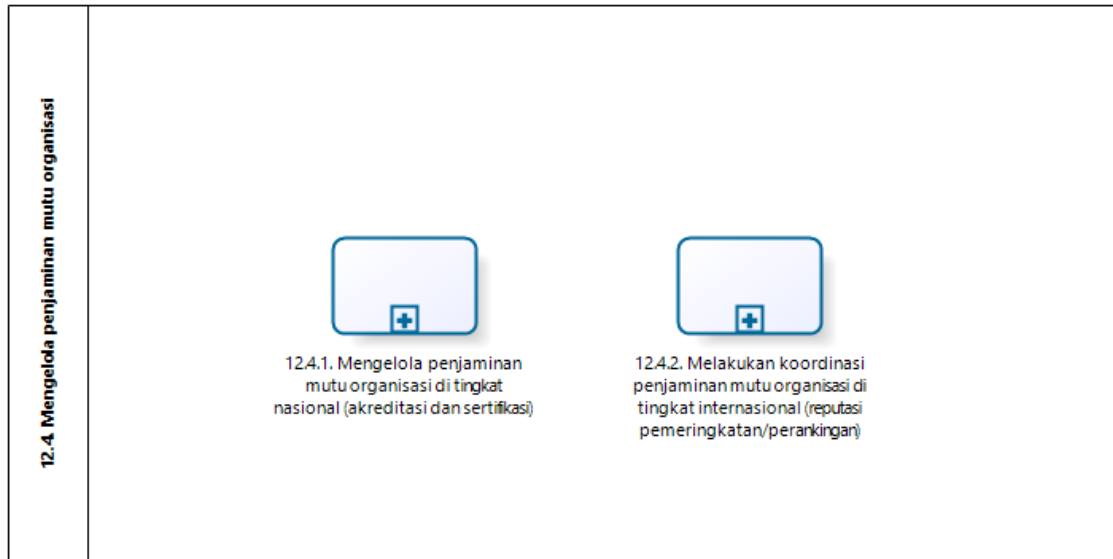 12.4 Mengelola penjaminan mutu organisasi
12.4.1. Mengelola penjaminan
mutu organisasi di tingkat
nasional (akreditasi dan sertifikasi)
12.4.2. Melakukan koordinasi
penjaminan mutu organisasi di
tingkat internasional (reputasi
pemeringkatan/perankingan)